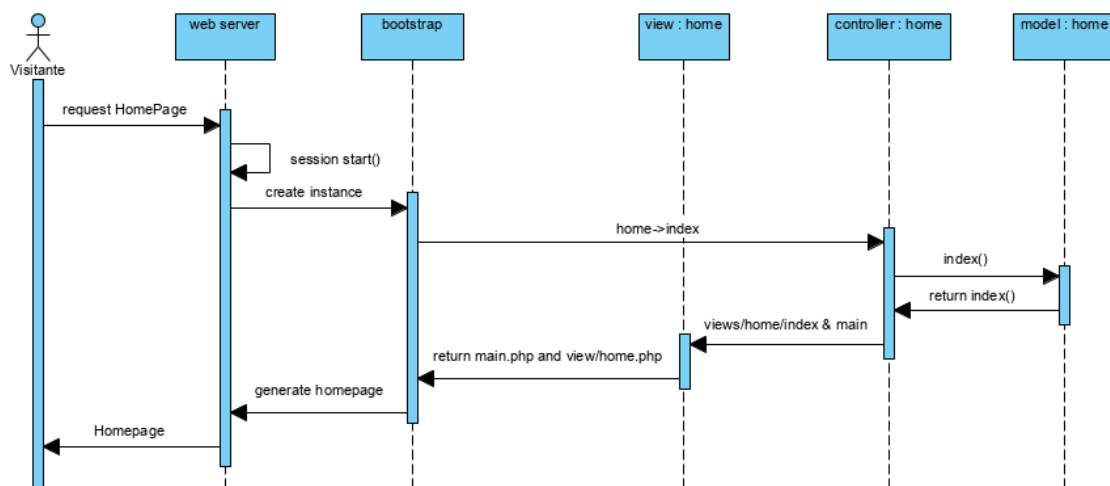 web server
bootstrap
view : home
controller : home
model : home
Visitante
request HomePage
session start()
create instance
home->index
index()
return index()
views/home/index & main
return main.php and view/home.php
generate homepage
Homepage